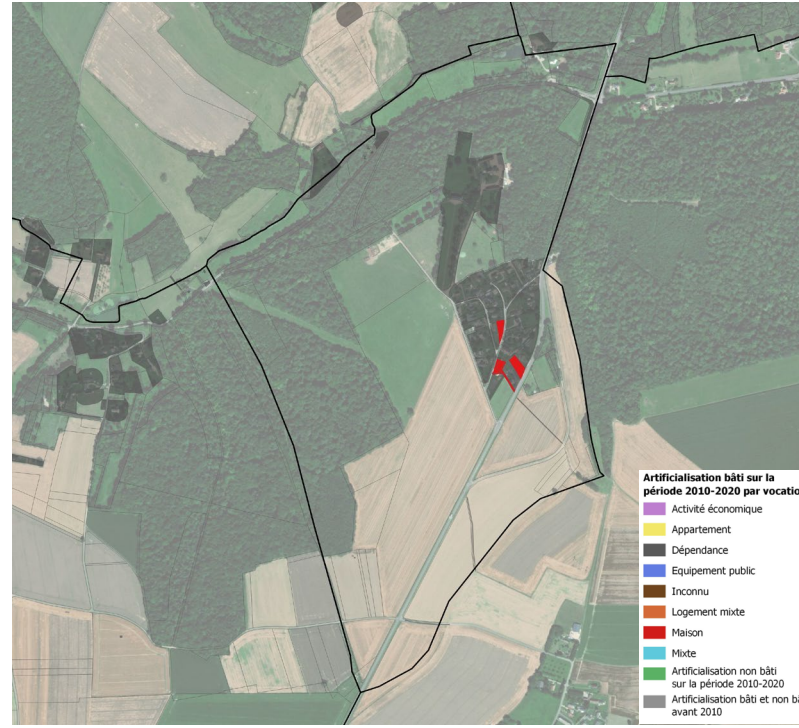 Artificialisation bâti sur la
période 2010-2020 par vocatio
Activité économique
Appartement
Dépendance
Equipement public
Inconnu
Logement mixte
Maison
Mixte
Artificialisation non bâti
sur la période 2010-2020
Artificialisation bâti et non bâ
avant 2010